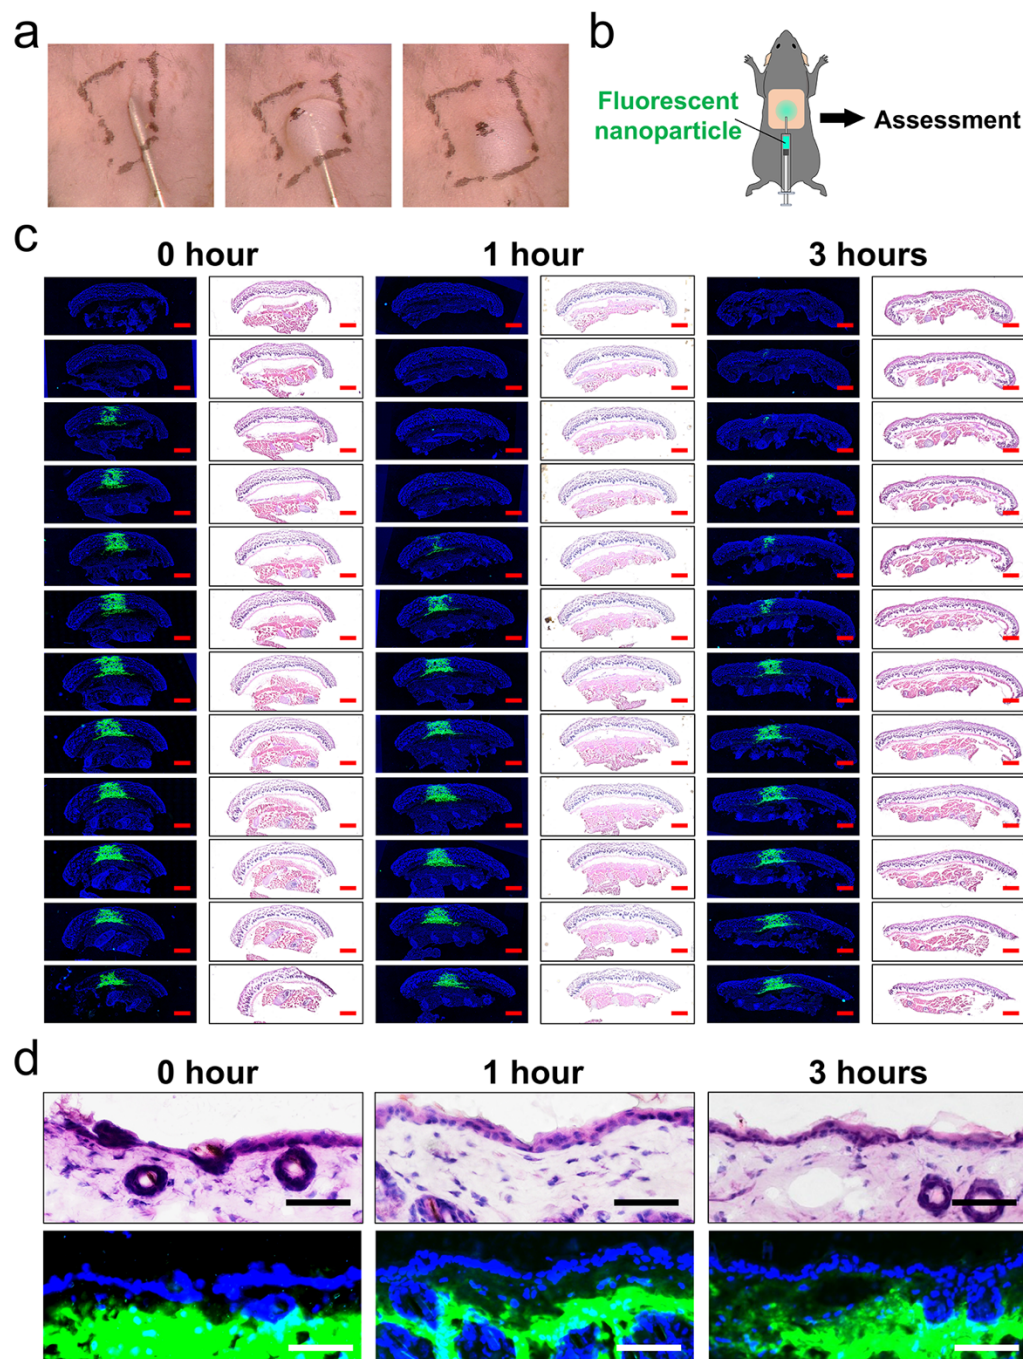 a
b
Fluorescent
nanoparticle
Assessment
c
0 hour
1 hour
3 hours
d
0 hour
1 hour
3 hours